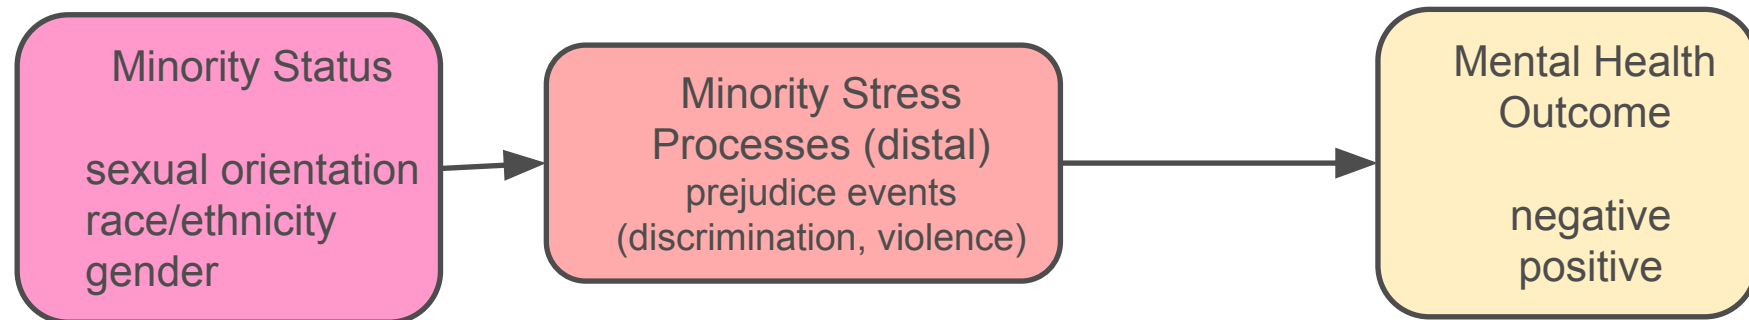 Minority Status
sexual orientation
race/ethnicity
gender
Minority Stress
Processes (distal)
prejudice events
(discrimination, violence)
Mental Health
Outcome
negative
positive